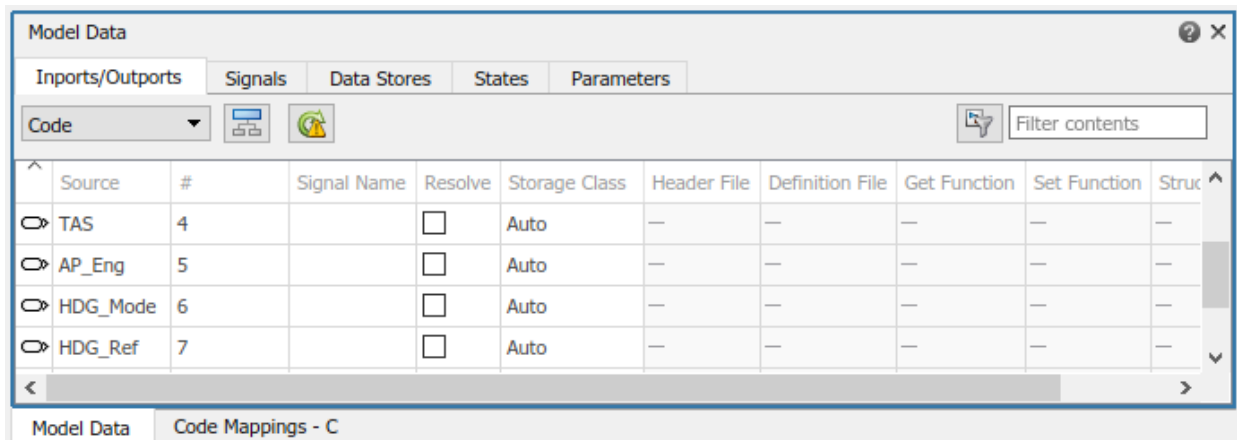 Model Data
Inports/Outports Signals Data Stores States Parameters
Code Filter contents
Source # Signal Name Resolve Storage Class Header File Definition File Get Function Set Function Struc
TAS 4 Auto — — — — —
AP_Eng 5 Auto — — — — —
HDG_Mode 6 Auto — — — — —
HDG_Ref 7 Auto — — — — —
Model Data Code Mappings - C